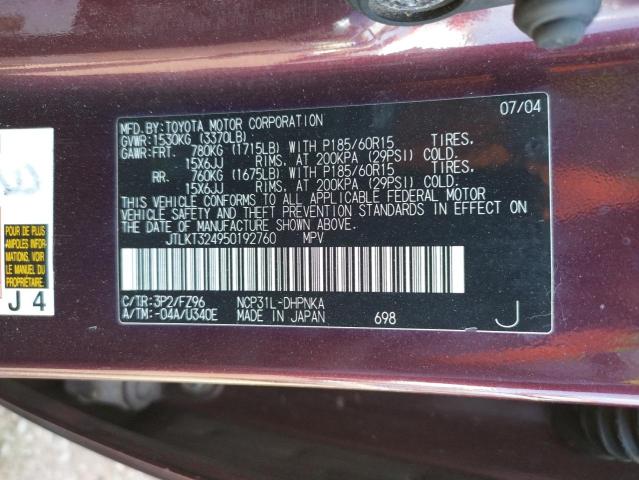 MFD.BY:TOYOTA MOTOR CORPORATION 07/04
GVWR:1530KG (3370LB)
GAWR:FRT. 780KG (1715LB) WITH P185/60R15 TIRES,
15X6JJ RIMS, AT 200KPA (29PSI) COLD.
RR. 760KG (1675LB) WITH P185/60R15 TIRES,
15X6JJ RIMS, AT 200KPA (29PSI) COLD.
THIS VEHICLE CONFORMS TO ALL APPLICABLE FEDERAL MOTOR
VEHICLE SAFETY AND THEFT PREVENTION STANDARDS IN EFFECT
ON THE DATE OF MANUFACTURE SHOWN ABOVE.
JTLKT324950192760 MPV
C/TR:3P2/FZ96 NCP31L-DHPNKA
A/TM:-04A/U340E MADE IN JAPAN 698 J
POUR DE PLUS
AMPLES
INFORMATIONS,
VOIR LE
MANUEL DU
PROPRIÉTAIRE.
J 4